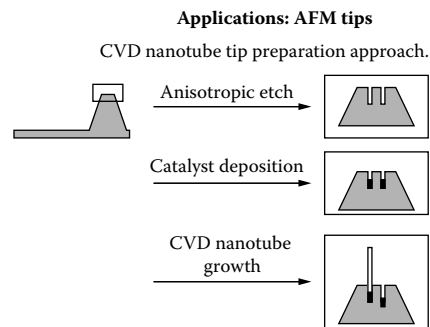 Applications: AFM tips
CVD nanotube tip preparation approach.
Anisotropic etch
Catalyst deposition
CVD nanotube
growth